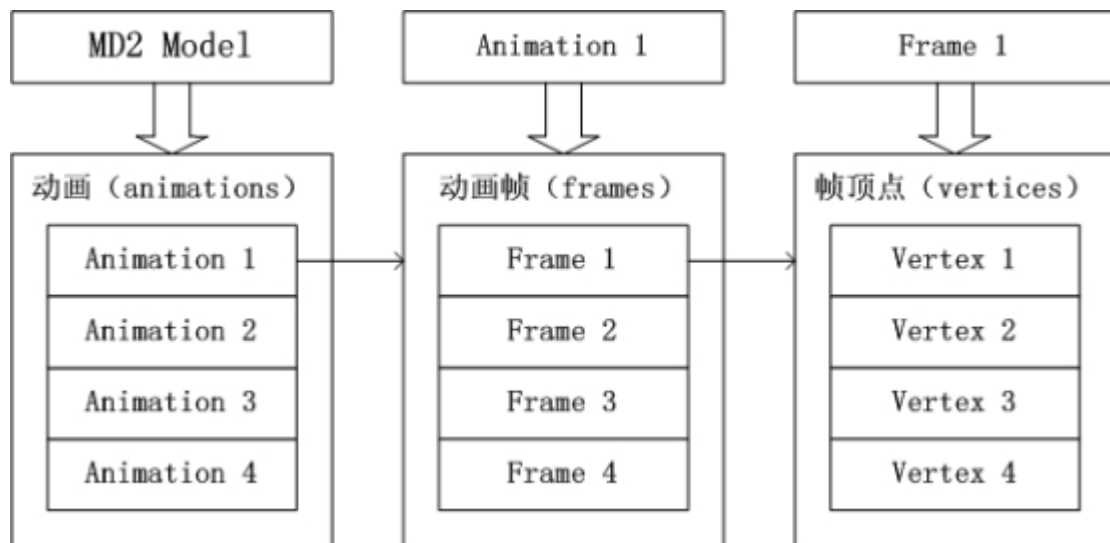 MD2 Model
动画（animations）
Animation 1
Animation 2
Animation 3
Animation 4
Animation 1
动画帧（frames）
Frame 1
Frame 2
Frame 3
Frame 4
Frame 1
帧顶点（vertices）
Vertex 1
Vertex 2
Vertex 3
Vertex 4